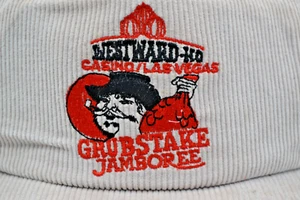 WESTWARD-HO
CASINO/LAS VEGAS
GRUBSTAKE
JAMBOREE